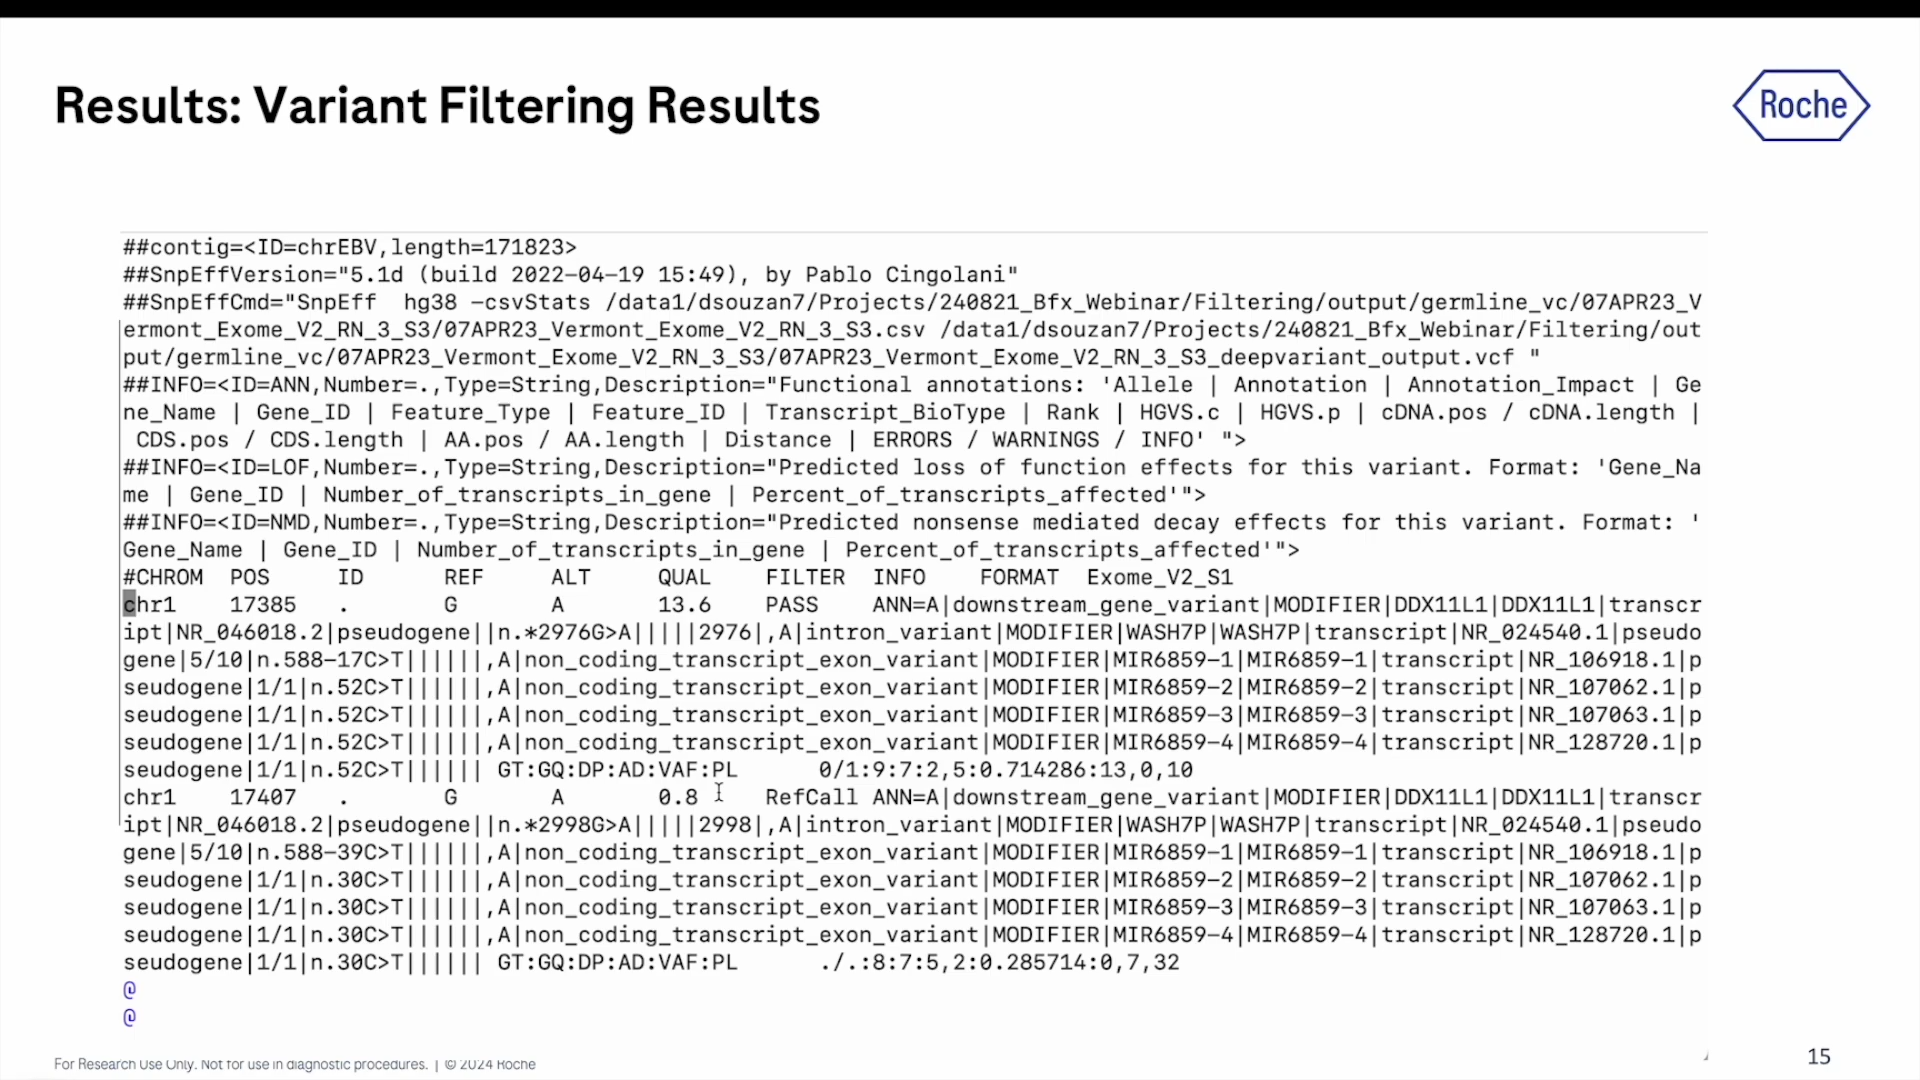 Results: Variant Filtering Results
Roche
##contig=<ID=chrEBV,length=171823>
##SnpEffVersion="5.1d (build 2022-04-19 15:49), by Pablo Cingolani"
##SnpEffCmd="SnpEff  hg38 -csvStats /data1/dsouzan7/Projects/240821_Bfx_Webinar/Filtering/output/germline_vc/07APR23_V
ermont_Exome_V2_RN_3_S3/07APR23_Vermont_Exome_V2_RN_3_S3.csv /data1/dsouzan7/Projects/240821_Bfx_Webinar/Filtering/out
put/germline_vc/07APR23_Vermont_Exome_V2_RN_3_S3/07APR23_Vermont_Exome_V2_RN_3_S3_deepvariant_output.vcf "
##INFO=<ID=ANN,Number=.,Type=String,Description="Functional annotations: 'Allele | Annotation | Annotation_Impact | Ge
ne_Name | Gene_ID | Feature_Type | Feature_ID | Transcript_BioType | Rank | HGVS.c | HGVS.p | cDNA.pos / cDNA.length |
 CDS.pos / CDS.length | AA.pos / AA.length | Distance | ERRORS / WARNINGS / INFO' ">
##INFO=<ID=LOF,Number=.,Type=String,Description="Predicted loss of function effects for this variant. Format: 'Gene_Na
me | Gene_ID | Number_of_transcripts_in_gene | Percent_of_transcripts_affected'">
##INFO=<ID=NMD,Number=.,Type=String,Description="Predicted nonsense mediated decay effects for this variant. Format: '
Gene_Name | Gene_ID | Number_of_transcripts_in_gene | Percent_of_transcripts_affected'">
#CHROM  POS     ID      REF     ALT     QUAL    FILTER  INFO    FORMAT  Exome_V2_S1
chr1    17385   .       G       A       13.6    PASS    ANN=A|downstream_gene_variant|MODIFIER|DDX11L1|DDX11L1|transcr
ipt|NR_046018.2|pseudogene||n.*2976G>A|||||2976|,A|intron_variant|MODIFIER|WASH7P|WASH7P|transcript|NR_024540.1|pseudo
gene|5/10|n.588-17C>T||||||,A|non_coding_transcript_exon_variant|MODIFIER|MIR6859-1|MIR6859-1|transcript|NR_106918.1|p
seudogene|1/1|n.52C>T||||||,A|non_coding_transcript_exon_variant|MODIFIER|MIR6859-2|MIR6859-2|transcript|NR_107062.1|p
seudogene|1/1|n.52C>T||||||,A|non_coding_transcript_exon_variant|MODIFIER|MIR6859-3|MIR6859-3|transcript|NR_107063.1|p
seudogene|1/1|n.52C>T||||||,A|non_coding_transcript_exon_variant|MODIFIER|MIR6859-4|MIR6859-4|transcript|NR_128720.1|p
seudogene|1/1|n.52C>T|||||| GT:GQ:DP:AD:VAF:PL      0/1:9:7:2,5:0.714286:13,0,10
chr1    17407   .       G       A       0.8     RefCall ANN=A|downstream_gene_variant|MODIFIER|DDX11L1|DDX11L1|transcr
ipt|NR_046018.2|pseudogene||n.*2998G>A|||||2998|,A|intron_variant|MODIFIER|WASH7P|WASH7P|transcript|NR_024540.1|pseudo
gene|5/10|n.588-39C>T||||||,A|non_coding_transcript_exon_variant|MODIFIER|MIR6859-1|MIR6859-1|transcript|NR_106918.1|p
seudogene|1/1|n.30C>T||||||,A|non_coding_transcript_exon_variant|MODIFIER|MIR6859-2|MIR6859-2|transcript|NR_107062.1|p
seudogene|1/1|n.30C>T||||||,A|non_coding_transcript_exon_variant|MODIFIER|MIR6859-3|MIR6859-3|transcript|NR_107063.1|p
seudogene|1/1|n.30C>T||||||,A|non_coding_transcript_exon_variant|MODIFIER|MIR6859-4|MIR6859-4|transcript|NR_128720.1|p
seudogene|1/1|n.30C>T|||||| GT:GQ:DP:AD:VAF:PL      ./.:8:7:5,2:0.285714:0,7,32
@
@
For Research Use Only. Not for use in diagnostic procedures. | © 2024 Roche
15